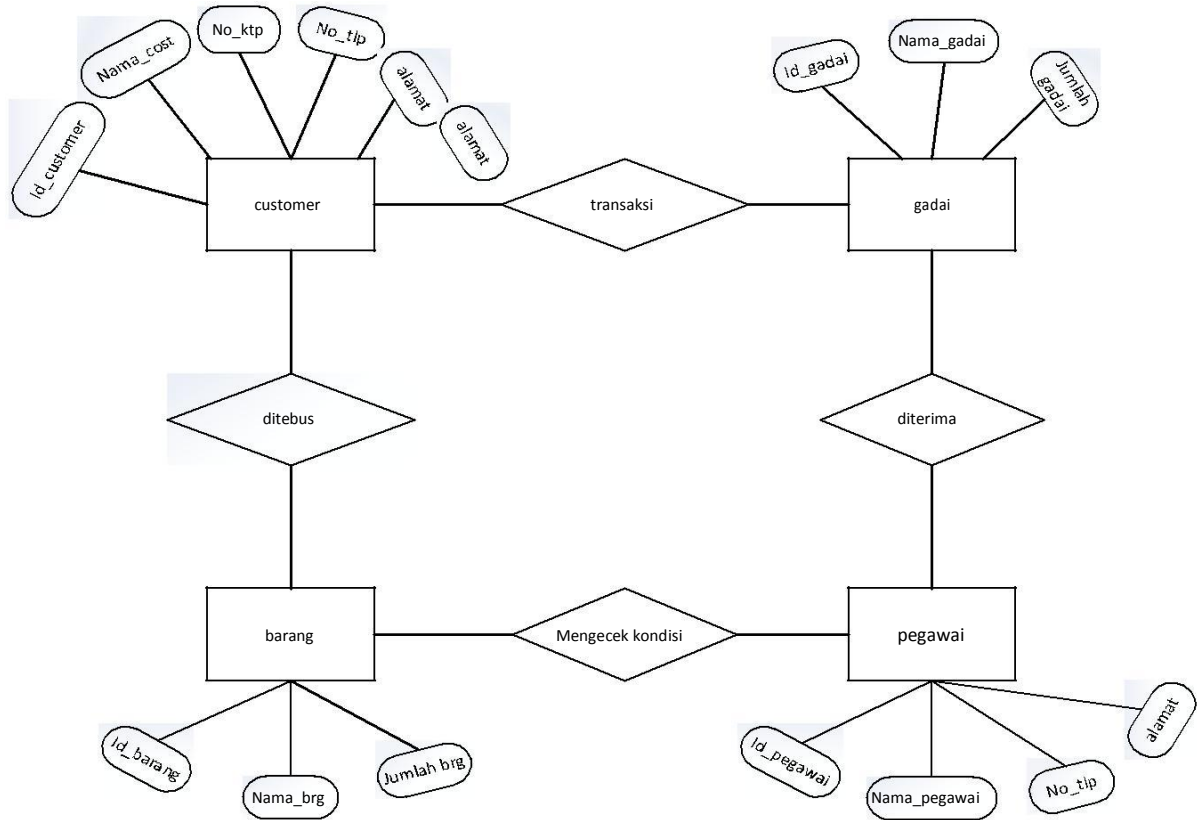 No_ktp
No_tlp
Nama_cost
alamat
alamat
Id_customer
Id_gadai
Nama_gadai
Jumlah
gadai
customer
transaksi
gadai
ditebus
diterima
barang
Mengecek kondisi
pegawai
Id_barang
Nama_brg
Jumlah brg
Id_pegawai
Nama_pegawai
No_tlp
alamat